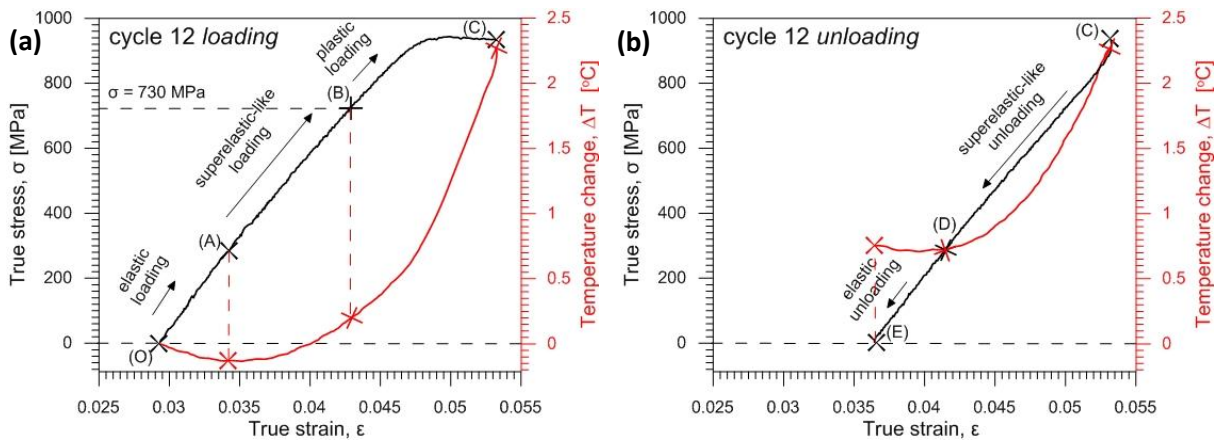 (a)
cycle 12 loading
σ = 730 MPa
elastic
loading
superelastic-like
loading
plastic
loading
(O)
(A)
(B)
(C)
True stress, σ [MPa]
1000
800
600
400
200
0
2.5
2
1.5
1
0.5
0
Temperature change, ΔT [°C]
0.025 0.03 0.035 0.04 0.045 0.05 0.055
True strain, ε
(b)
cycle 12 unloading
superelastic-like
unloading
elastic
unloading
(C)
(D)
(E)
True stress, σ [MPa]
1000
800
600
400
200
0
2.5
2
1.5
1
0.5
0
Temperature change, ΔT [°C]
0.025 0.03 0.035 0.04 0.045 0.05 0.055
True strain, ε